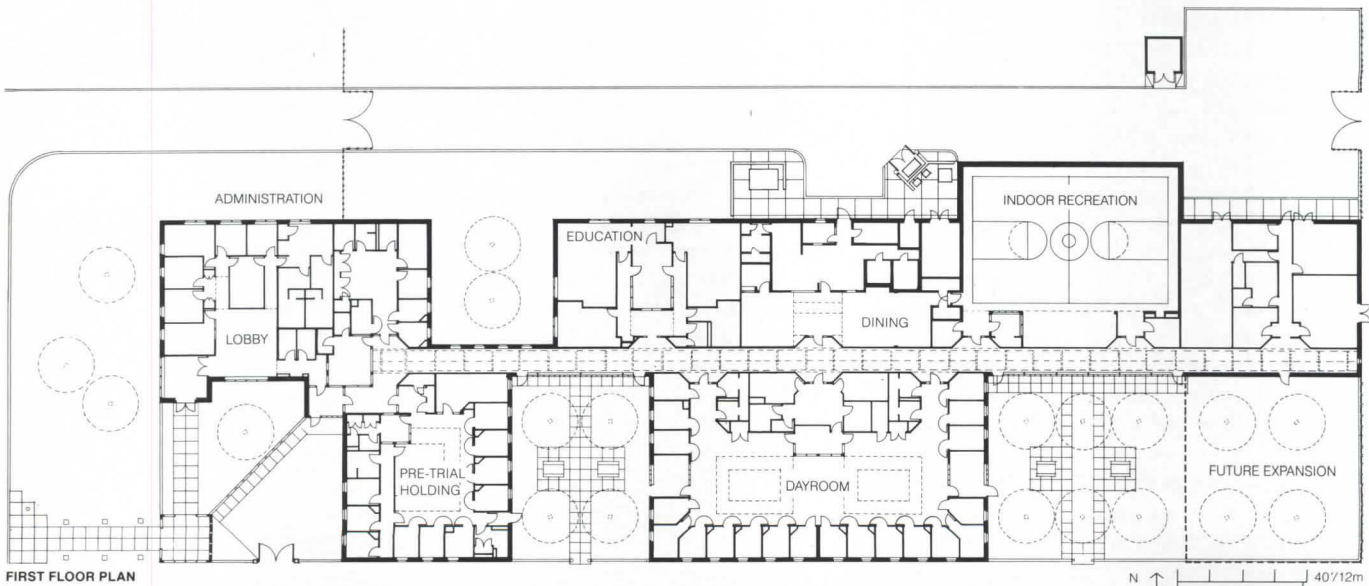 ADMINISTRATION
INDOOR RECREATION
EDUCATION
LOBBY
DINING
PRE-TRIAL
HOLDING
DAYROOM
FUTURE EXPANSION
FIRST FLOOR PLAN
N 40'/12m